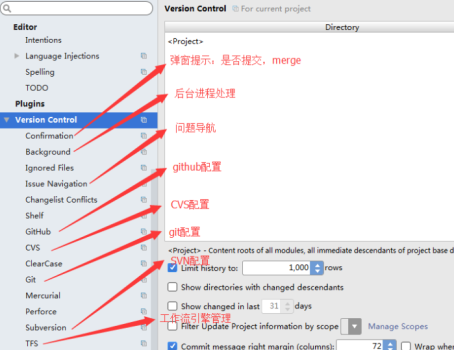 Editor
Intentions
Language Injections
Spelling
TODO
Plugins
Version Control
Confirmation
Background
Ignored Files
Issue Navigation
Changelist Conflicts
Shelf
GitHub
CVS
ClearCase
Git
Mercurial
Perforce
Subversion
TFS
Version Control
For current project
Directory
<Project>
弹窗提示：是否提交，merge
后台进程处理
问题导航
github配置
CVS配置
git配置
<Project> - Content roots of all modules, all immediate descendants of project base d
SVN配置
Limit history to: 1,000 rows
Show directories with changed descendants
Show changed in last 31 days
工作流引擎管理
Filter Update Project information by scope Manage Scopes
Commit message right margin (columns): 72 Wrap whe